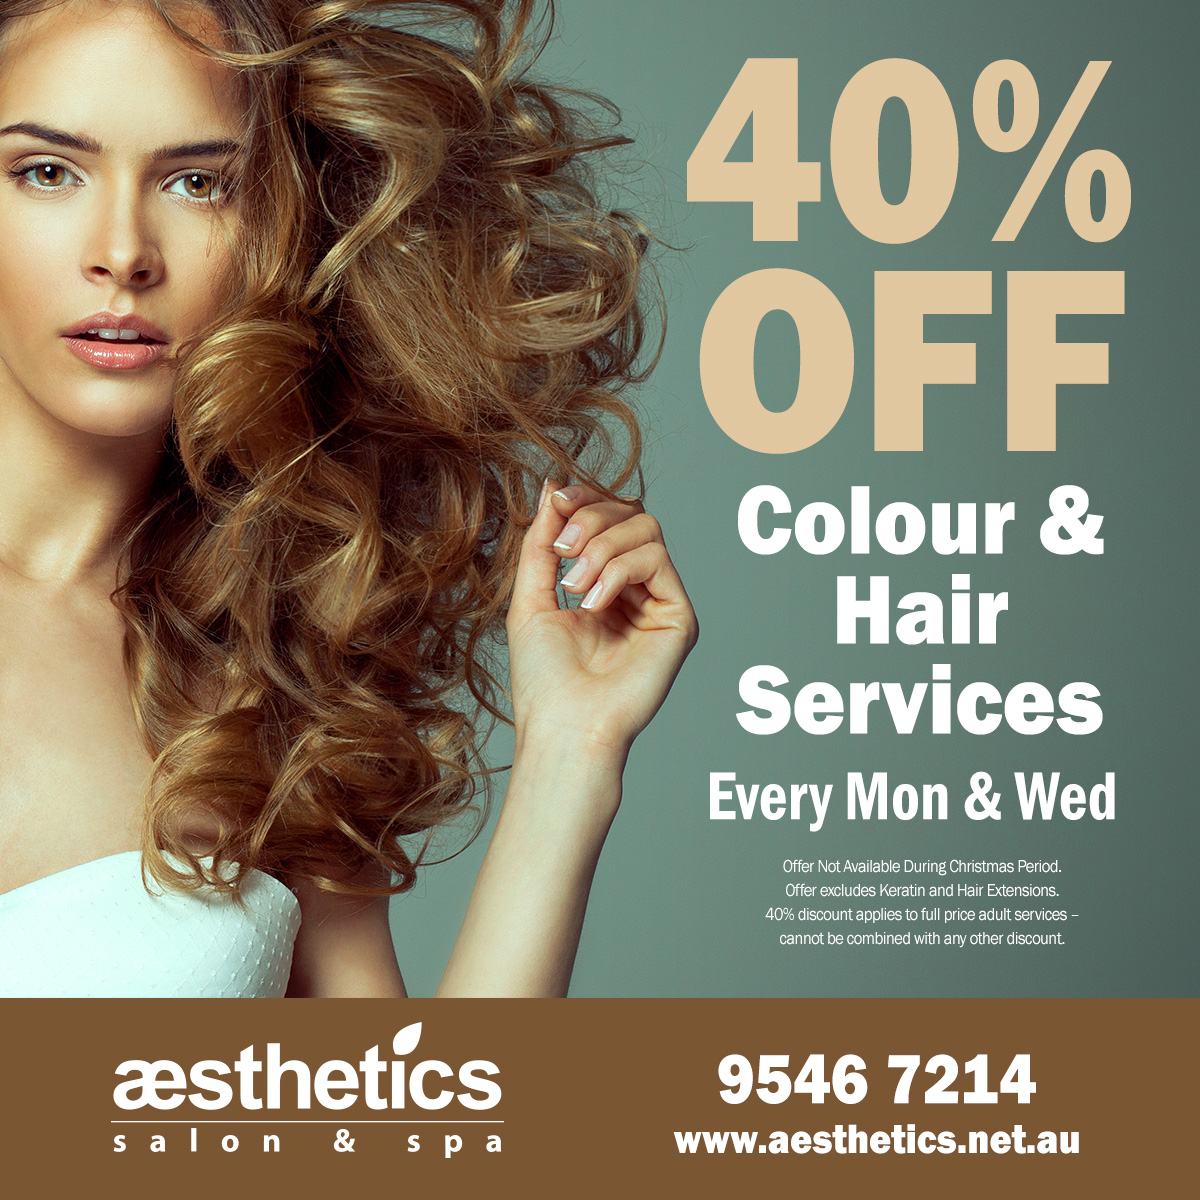 40%
OFF
Colour &
Hair
Services
Every Mon & Wed
Offer Not Available During Christmas Period.
Offer excludes Keratin and Hair Extensions.
40% discount applies to full price adult services –
cannot be combined with any other discount.
æsthetics
salon & spa
9546 7214
www.aesthetics.net.au